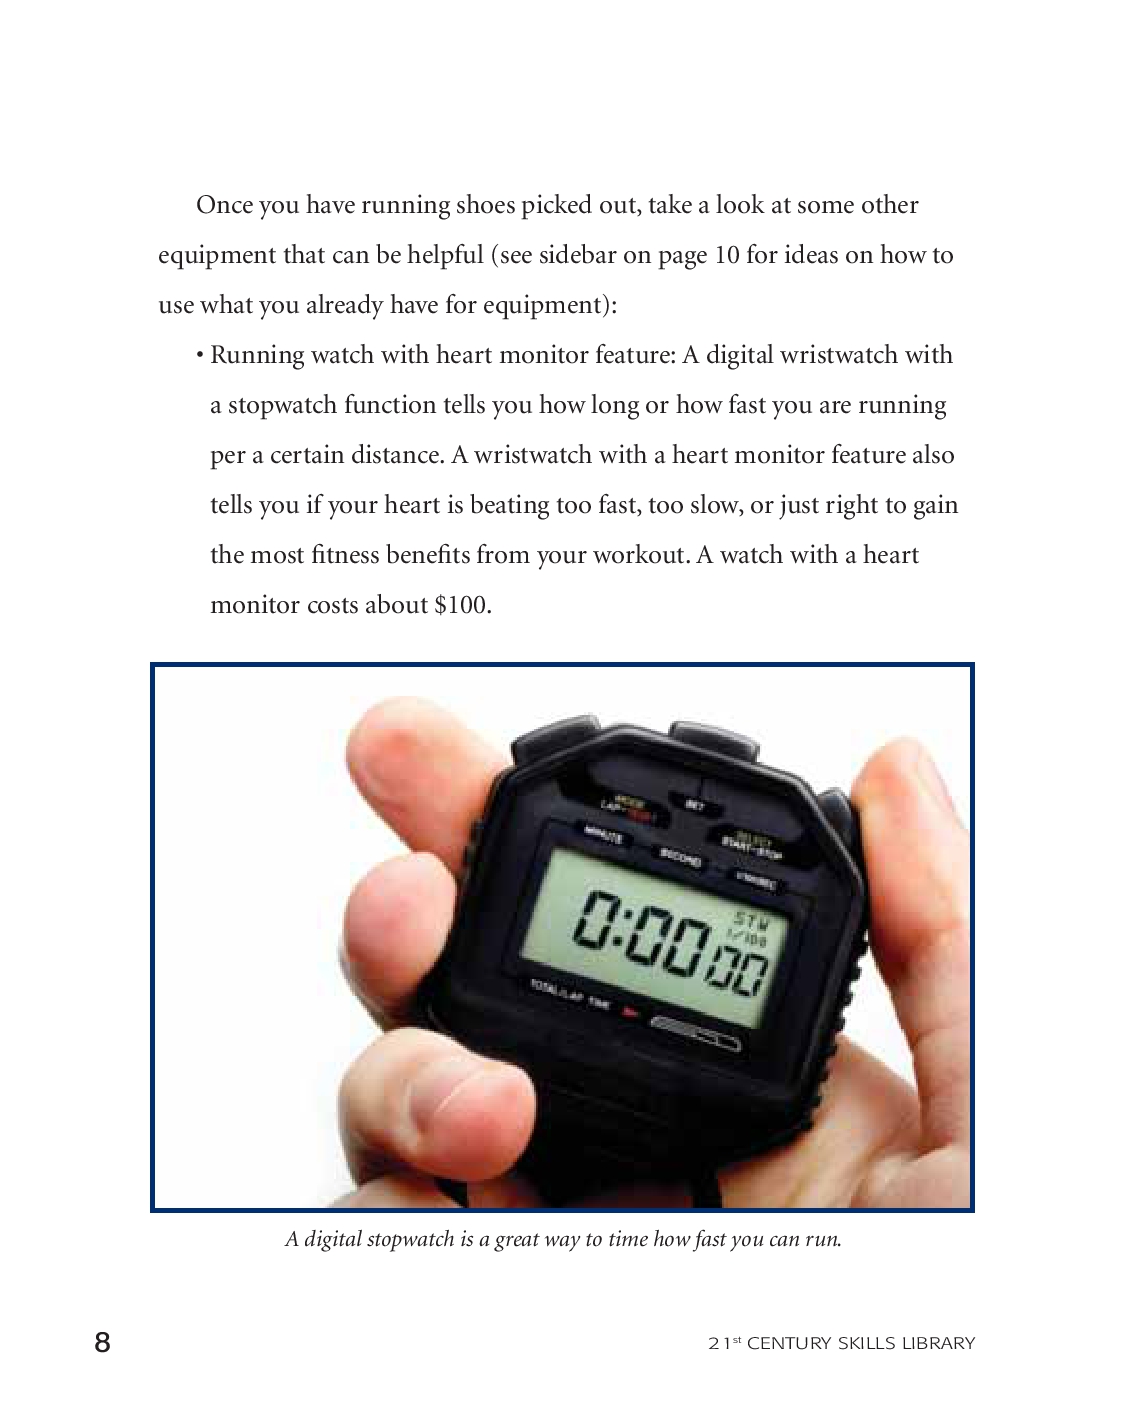 Once you have running shoes picked out, take a look at some other
equipment that can be helpful (see sidebar on page 10 for ideas on how to
use what you already have for equipment):
• Running watch with heart monitor feature: A digital wristwatch with
a stopwatch function tells you how long or how fast you are running
per a certain distance. A wristwatch with a heart monitor feature also
tells you if your heart is beating too fast, too slow, or just right to gain
the most fitness benefits from your workout. A watch with a heart
monitor costs about $100.
MODE
LAP
SET
SELECT
START•STOP
MINUTE
SECOND
1/100SEC
STW
1/100
0:00 00
TOTAL/LAP TIME
A digital stopwatch is a great way to time how fast you can run.
8
21st CENTURY SKILLS LIBRARY